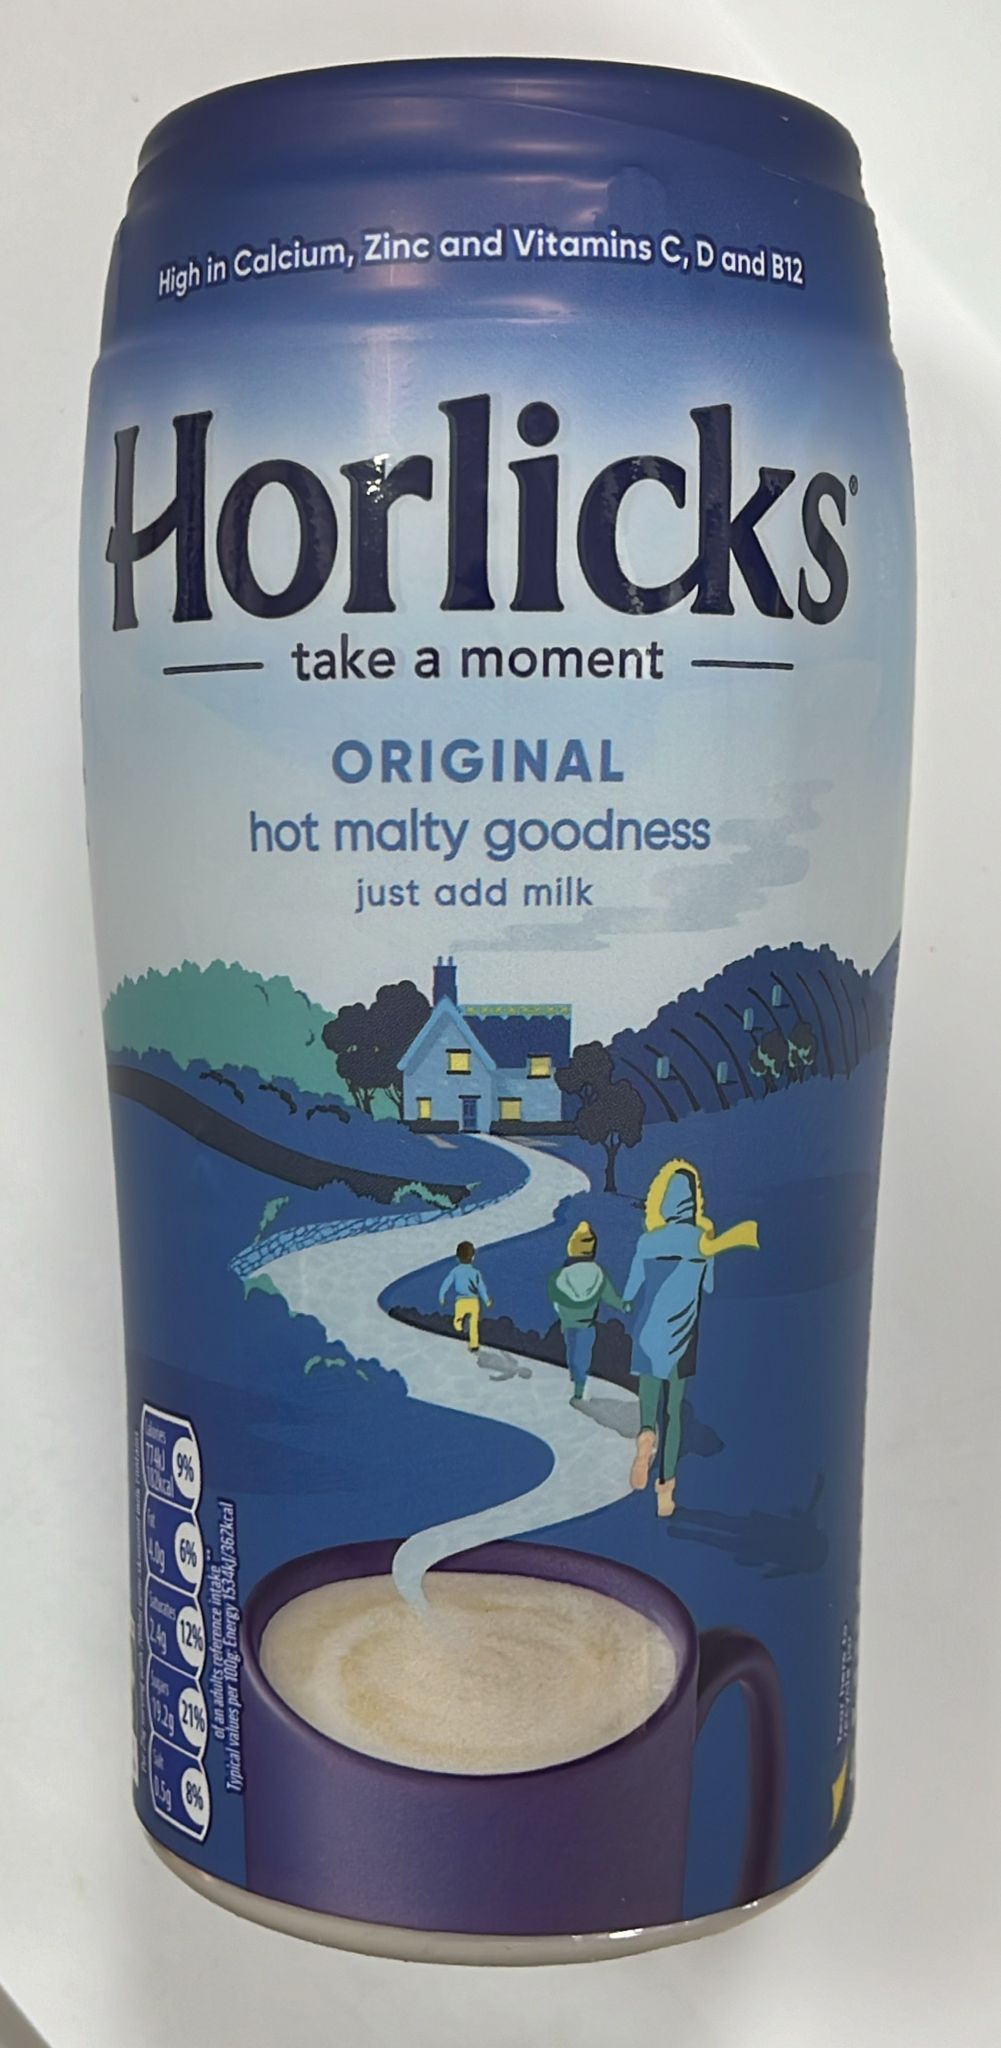 High in Calcium, Zinc and Vitamins C, D and B12
Horlicks®
take a moment
ORIGINAL
hot malty goodness
just add milk
Calories
774kJ
182kcal
9%
Fat
4.0g
6%
Saturates
2.4g
12%
Sugars
19.2g
21%
Salt
0.5g
8%
of an adults reference intake**
Typical values per 100g: Energy 1534kJ/362kcal